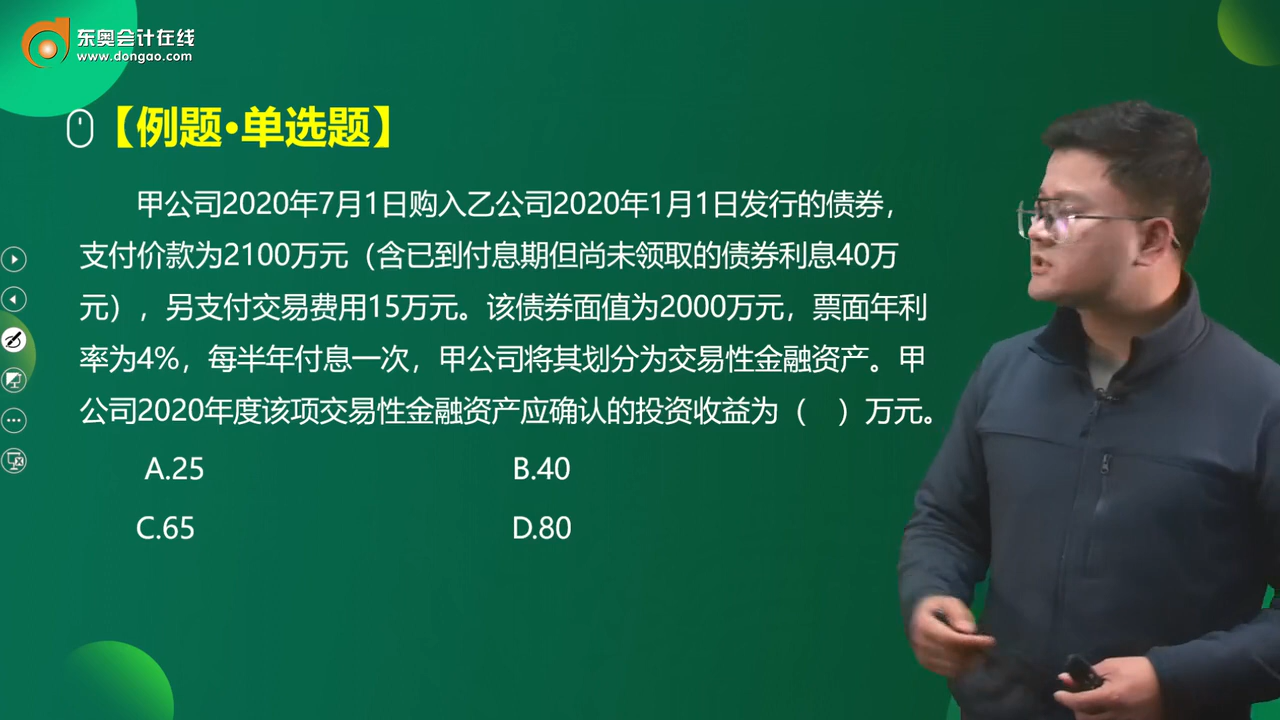 东奥会计在线
www.dongao.com
【例题·单选题】
甲公司2020年7月1日购入乙公司2020年1月1日发行的债券，
支付价款为2100万元（含已到付息期但尚未领取的债券利息40万
元），另支付交易费用15万元。该债券面值为2000万元，票面年利
率为4%，每半年付息一次，甲公司将其划分为交易性金融资产。甲
公司2020年度该项交易性金融资产应确认的投资收益为（　）万元。
A.25
B.40
C.65
D.80